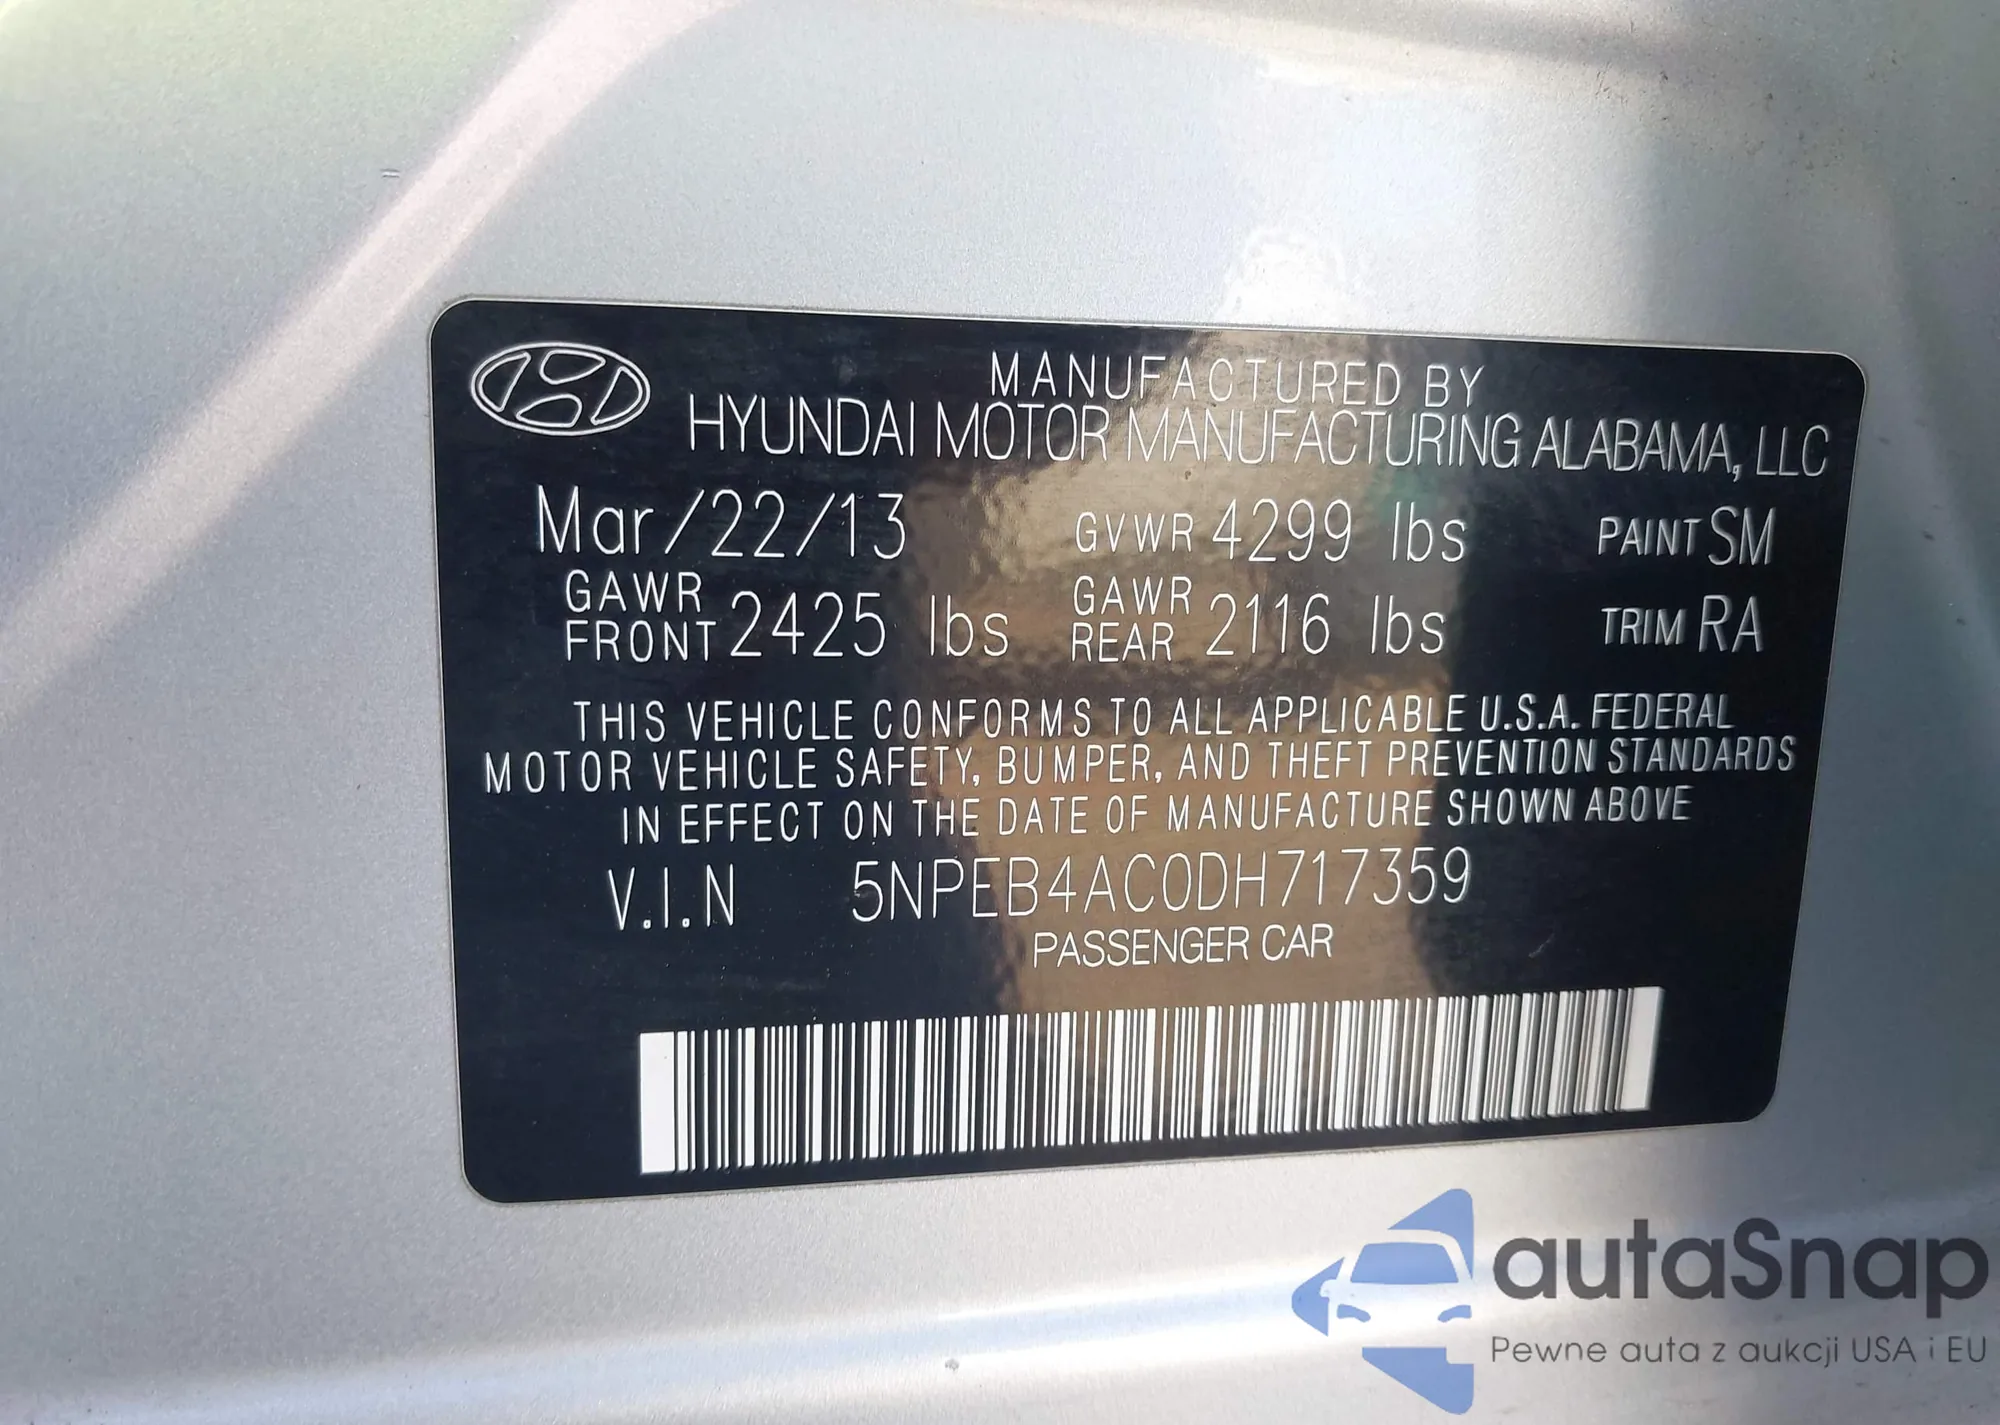 MANUFACTURED BY
HYUNDAI MOTOR MANUFACTURING ALABAMA, LLC
Mar/22/13 GVWR 4299 lbs PAINT SM
GAWR FRONT 2425 lbs GAWR REAR 2116 lbs TRIM RA
THIS VEHICLE CONFORMS TO ALL APPLICABLE U.S.A. FEDERAL
MOTOR VEHICLE SAFETY, BUMPER, AND THEFT PREVENTION STANDARDS
IN EFFECT ON THE DATE OF MANUFACTURE SHOWN ABOVE
V.I.N 5NPEB4AC0DH717359
PASSENGER CAR
autaSnap
Pewne auta z aukcji USA i EU